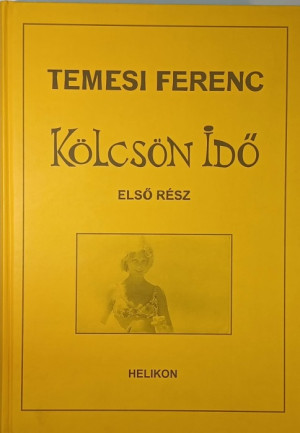 TEMESI FERENC
KÖLCSÖN IDŐ
ELSŐ RÉSZ
HELIKON